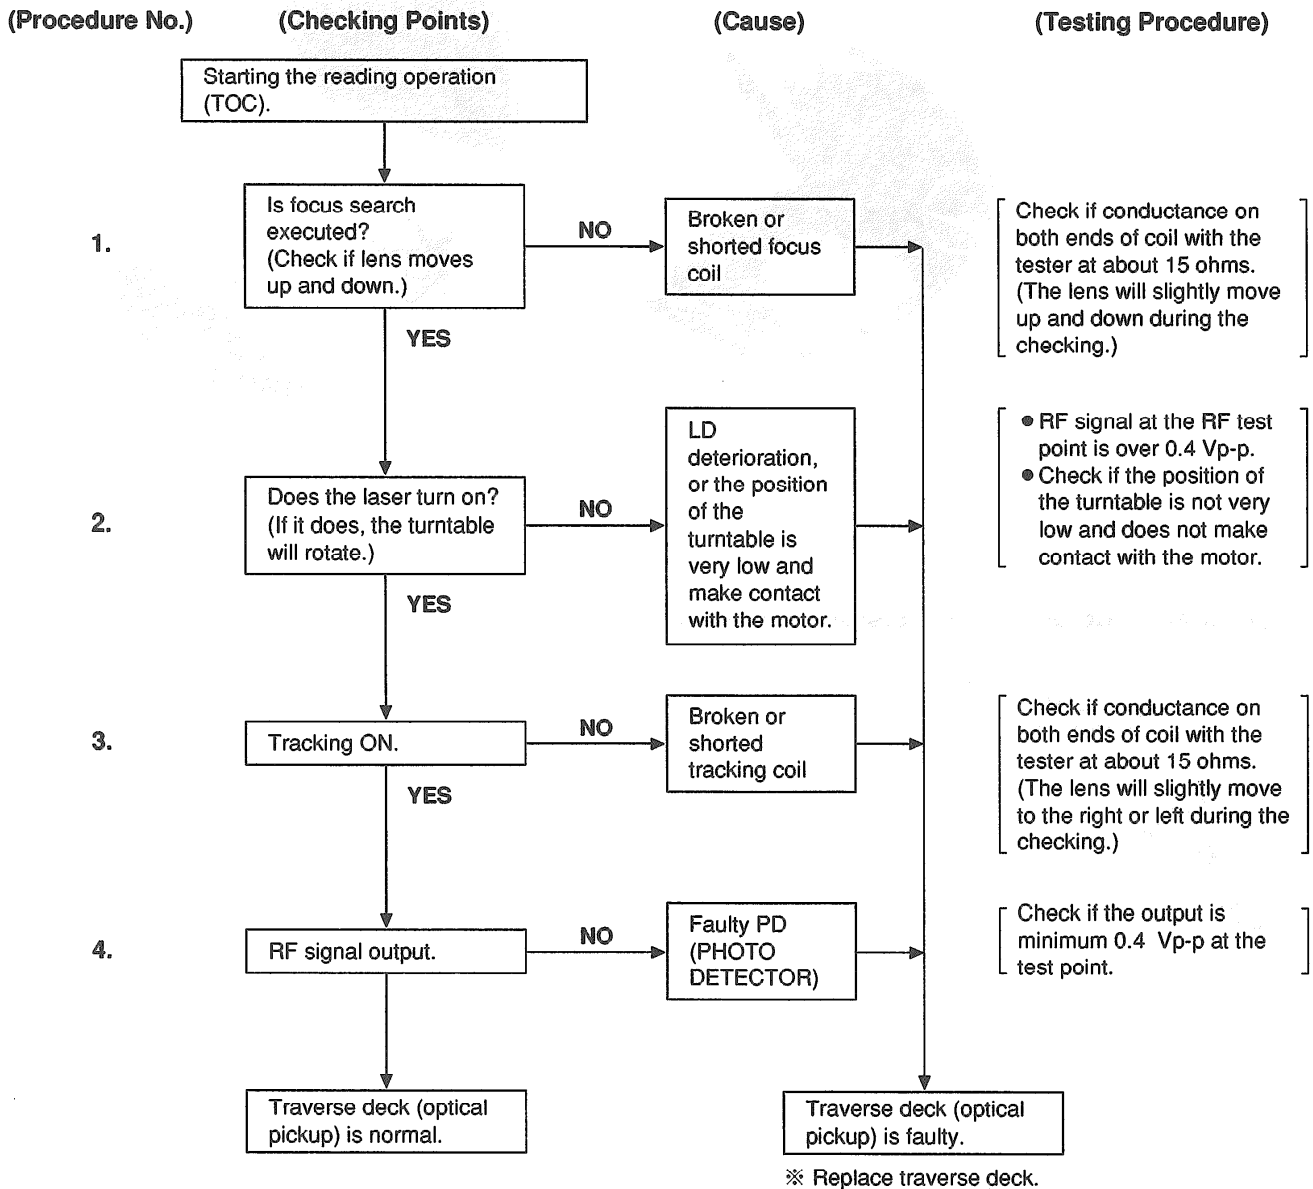 (Procedure No.) (Checking Points) (Cause) (Testing Procedure)
Starting the reading operation
(TOC).
1.
Is focus search
executed?
(Check if lens moves
up and down.)
NO
YES
Broken or
shorted focus
coil
Check if conductance on
both ends of coil with the
tester at about 15 ohms.
(The lens will slightly move
up and down during the
checking.)
2.
Does the laser turn on?
(If it does, the turntable
will rotate.)
NO
YES
LD
deterioration,
or the position
of the
turntable is
very low and
make contact
with the motor.
● RF signal at the RF test
point is over 0.4 Vp-p.
● Check if the position of
the turntable is not very
low and does not make
contact with the motor.
3.
Tracking ON.
NO
YES
Broken or
shorted
tracking coil
Check if conductance on
both ends of coil with the
tester at about 15 ohms.
(The lens will slightly move
to the right or left during the
checking.)
4.
RF signal output.
NO
Faulty PD
(PHOTO
DETECTOR)
Check if the output is
minimum 0.4 Vp-p at the
test point.
Traverse deck (optical
pickup) is normal.
Traverse deck (optical
pickup) is faulty.
※ Replace traverse deck.